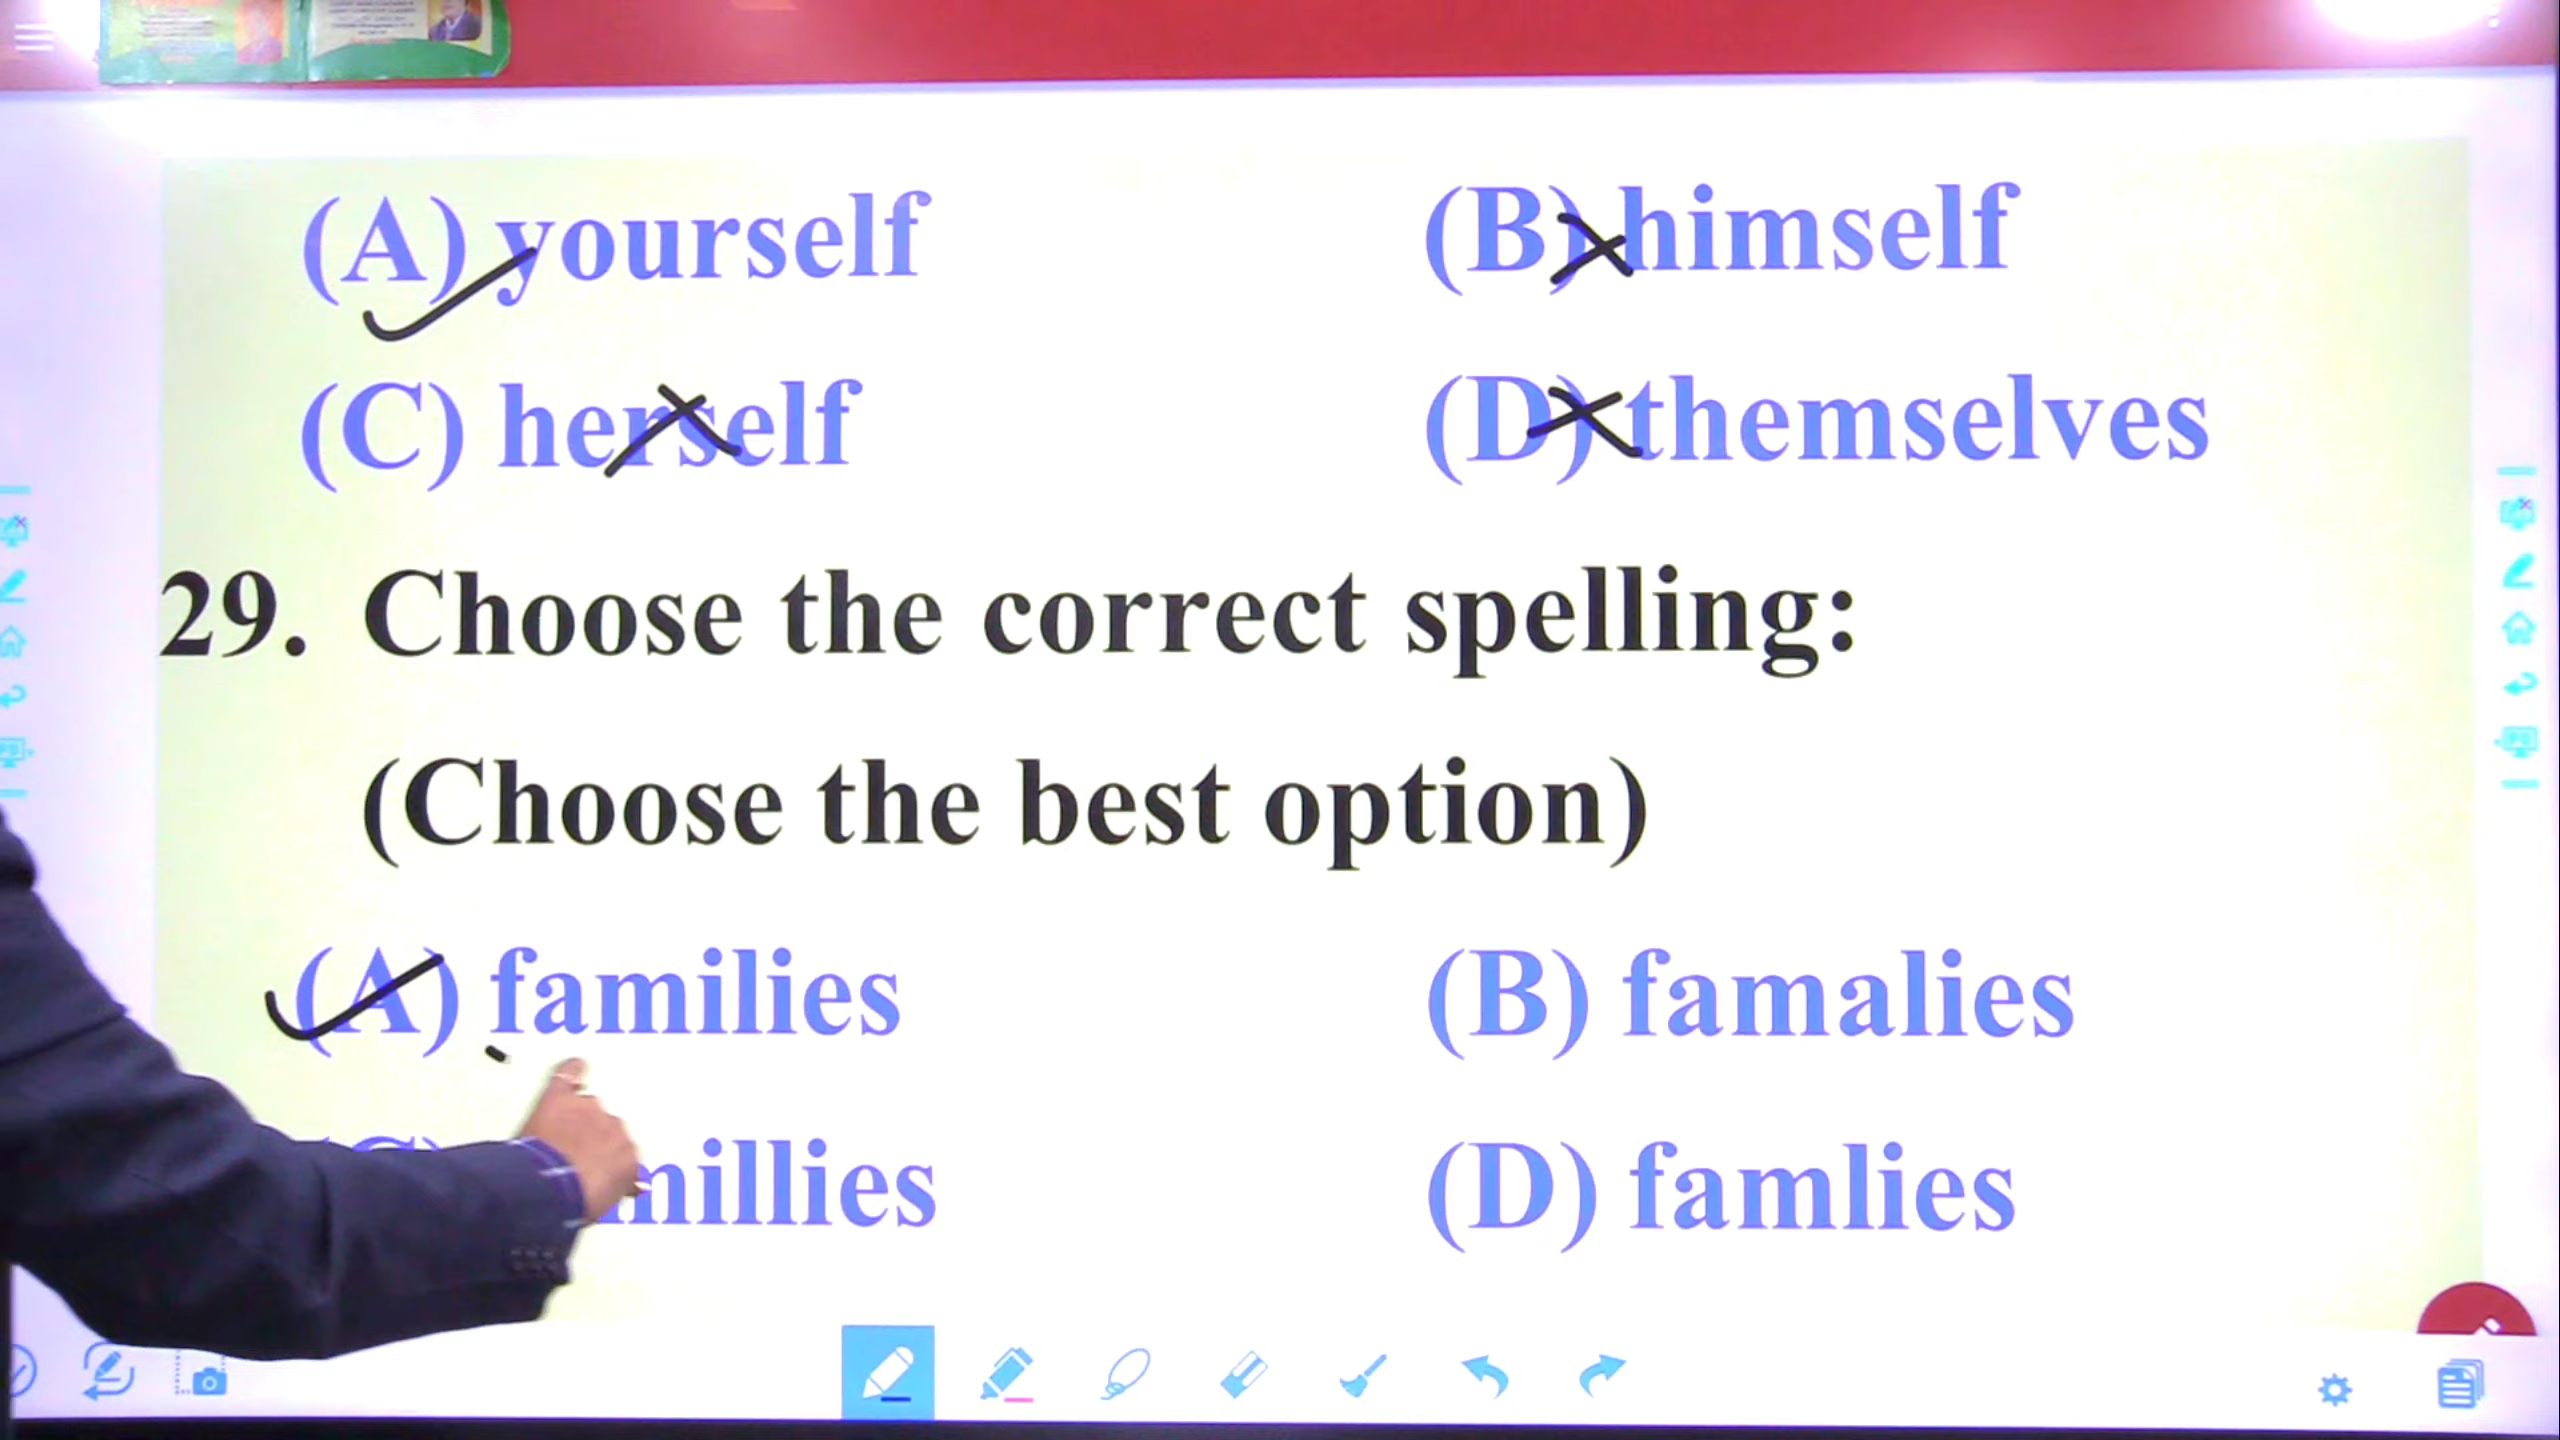 (A) yourself (B) himself
(C) herself (D) themselves
29. Choose the correct spelling:
(Choose the best option)
(A) families (B) famalies
millies (D) famlies